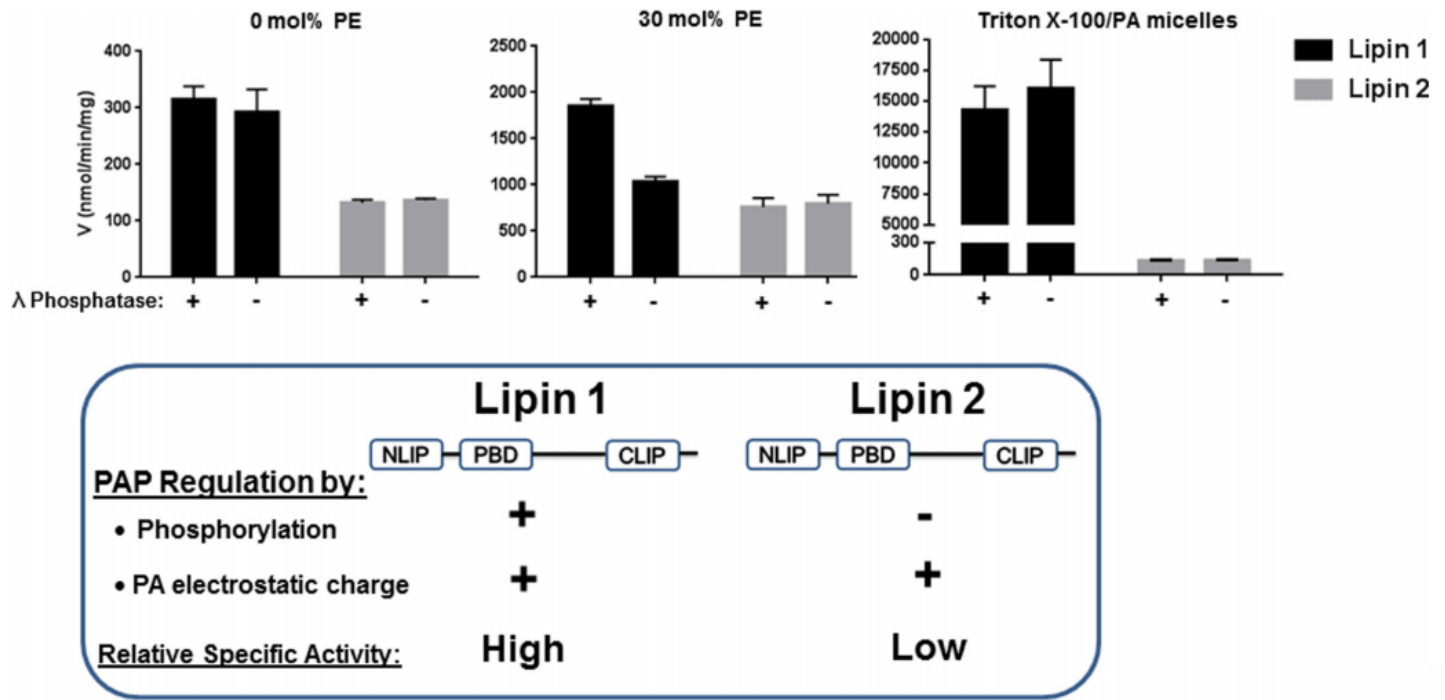 0 mol% PE
30 mol% PE
Triton X-100/PA micelles
Lipin 1
Lipin 2
V (nmol/min/mg)
400
300
200
100
0
2500
2000
1500
1000
500
0
20000
17500
15000
12500
10000
7500
5000
300
0
λ Phosphatase: + - + -
+ - + -
+ - + -
Lipin 1 Lipin 2
NLIP PBD CLIP NLIP PBD CLIP
PAP Regulation by:
• Phosphorylation + -
• PA electrostatic charge + +
Relative Specific Activity: High Low